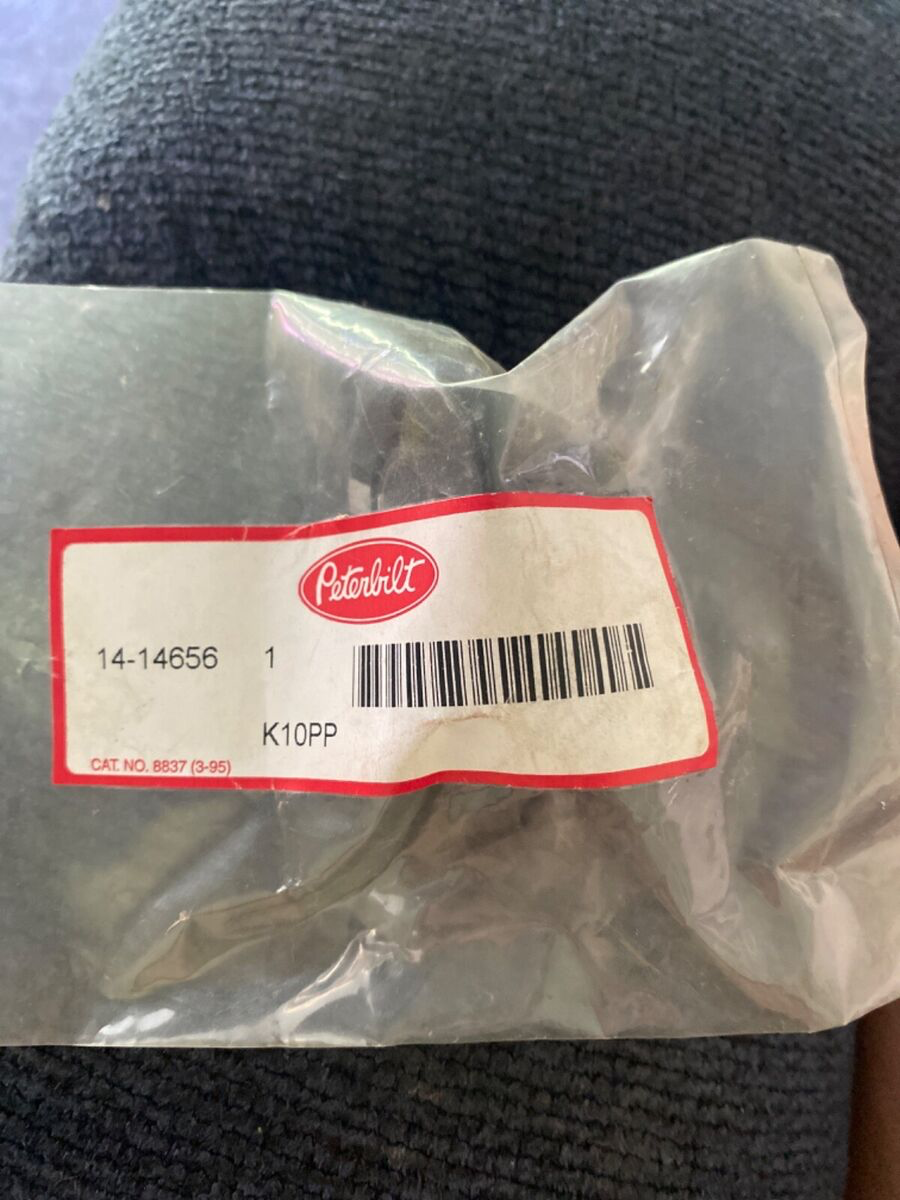 Peterbilt
14-14656 1
K10PP
CAT. NO. 8837 (3-95)